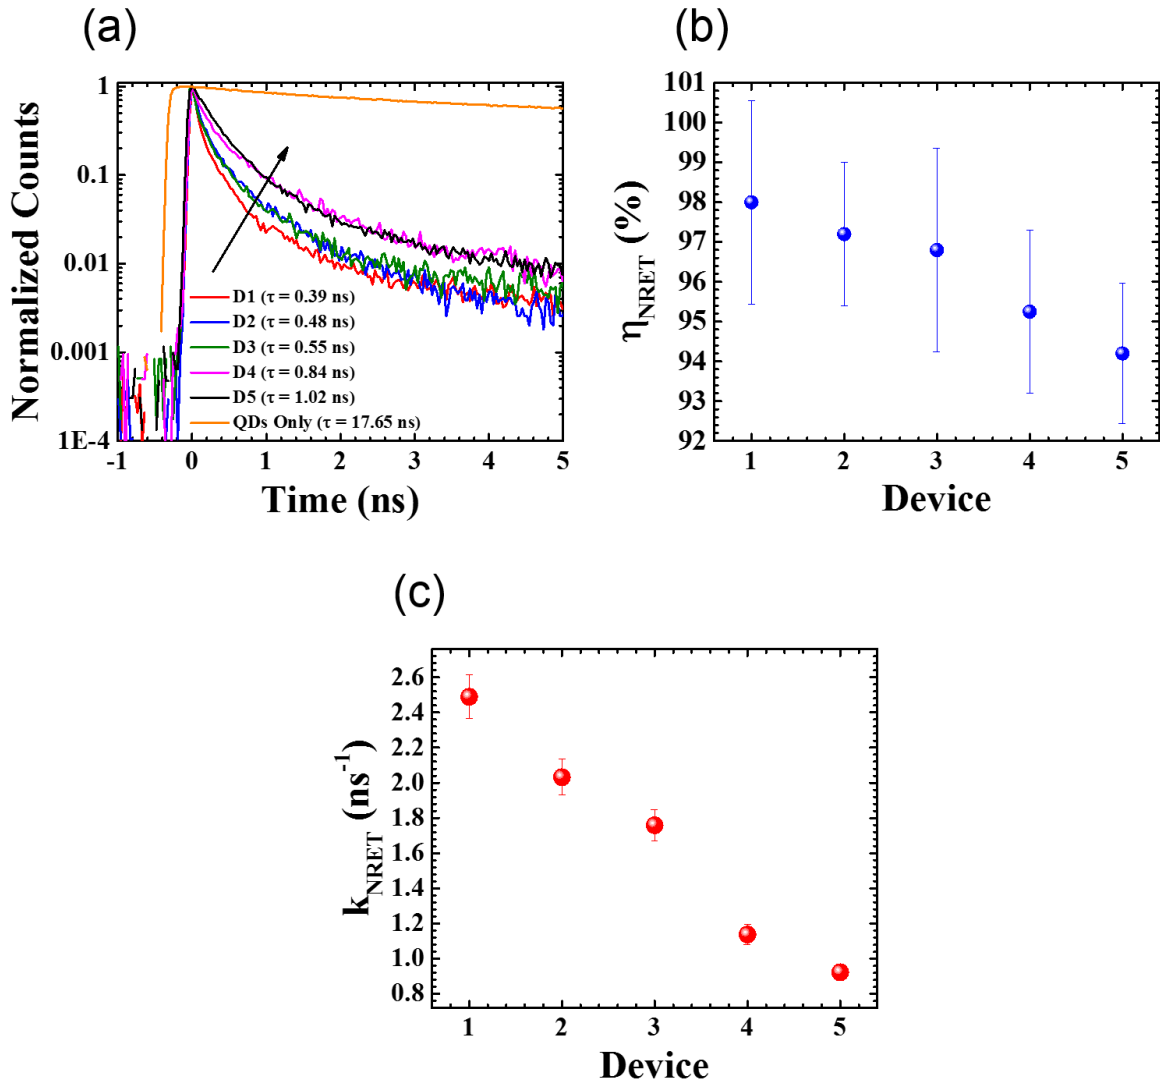 (a)
Normalized Counts
1
0.1
0.01
0.001
1E-4
D1 (τ = 0.39 ns)
D2 (τ = 0.48 ns)
D3 (τ = 0.55 ns)
D4 (τ = 0.84 ns)
D5 (τ = 1.02 ns)
QDs Only (τ = 17.65 ns)
-1 0 1 2 3 4 5
Time (ns)
(b)
η_NRET (%)
101
100
99
98
97
96
95
94
93
92
1 2 3 4 5
Device
(c)
k_NRET (ns⁻¹)
2.6
2.4
2.2
2.0
1.8
1.6
1.4
1.2
1.0
0.8
1 2 3 4 5
Device